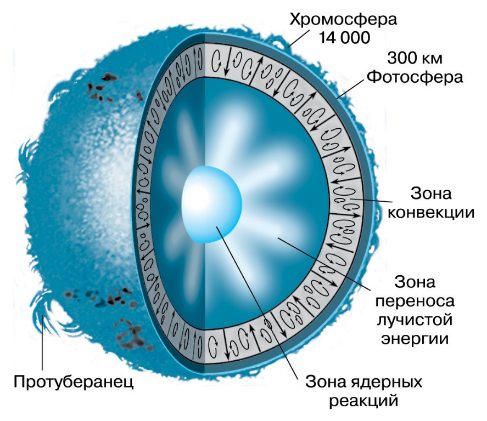 Хромосфера
14 000
300 км
Фотосфера
Зона
конвекции
Зона
переноса
лучистой
энергии
Протуберанец
Зона ядерных
реакций